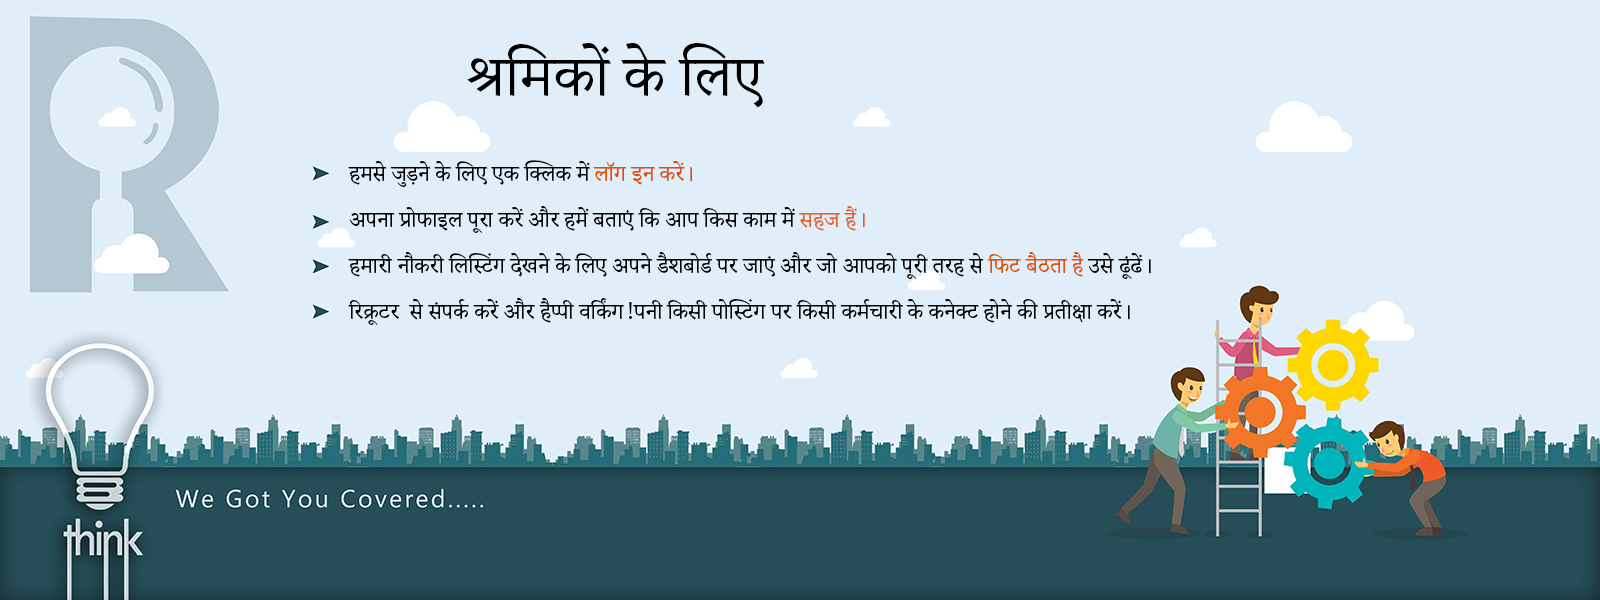 श्रमिकों के लिए
हमसे जुड़ने के लिए एक क्लिक में लॉग इन करें।
अपना प्रोफाइल पूरा करें और हमें बताएं कि आप किस काम में सहज हैं।
हमारी नौकरी लिस्टिंग देखने के लिए अपने डैशबोर्ड पर जाएं और जो आपको पूरी तरह से फिट बैठता है उसे ढूंढें।
रिक्रूटर से संपर्क करें और हैप्पी वर्किंग !पनी किसी पोस्टिंग पर किसी कर्मचारी के कनेक्ट होने की प्रतीक्षा करें।
We Got You Covered.....
think